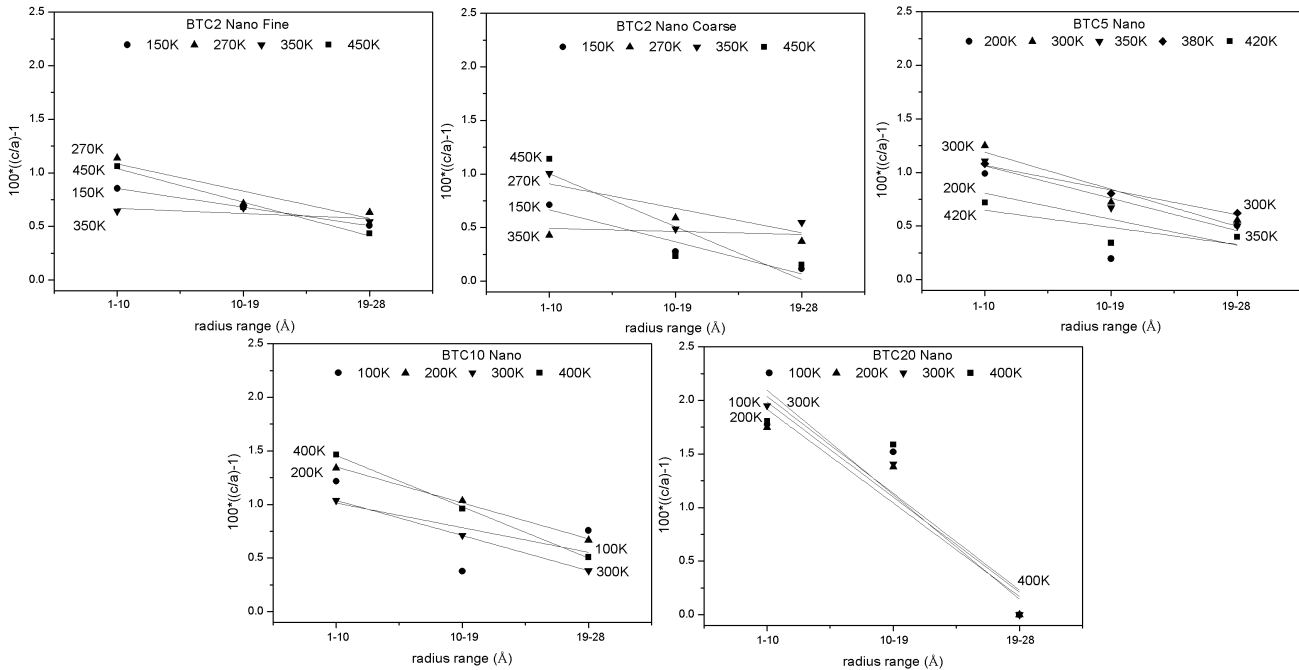 BTC2 Nano Fine
150K 270K 350K 450K
2.5
2.0
1.5
1.0
0.5
0.0
100*((c/a)-1)
270K
450K
150K
350K
1-10 10-19 19-28
radius range (Å)
BTC2 Nano Coarse
150K 270K 350K 450K
2.5
2.0
1.5
1.0
0.5
0.0
100*((c/a)-1)
450K
270K
150K
350K
1-10 10-19 19-28
radius range (Å)
BTC5 Nano
200K 300K 350K 380K 420K
2.5
2.0
1.5
1.0
0.5
0.0
100*((c/a)-1)
300K
200K
420K
300K
350K
1-10 10-19 19-28
radius range (Å)
BTC10 Nano
100K 200K 300K 400K
2.5
2.0
1.5
1.0
0.5
0.0
100*((c/a)-1)
400K
200K
100K
300K
1-10 10-19 19-28
radius range (Å)
BTC20 Nano
100K 200K 300K 400K
2.5
2.0
1.5
1.0
0.5
0.0
100*((c/a)-1)
100K 300K
200K
400K
1-10 10-19 19-28
radius range (Å)